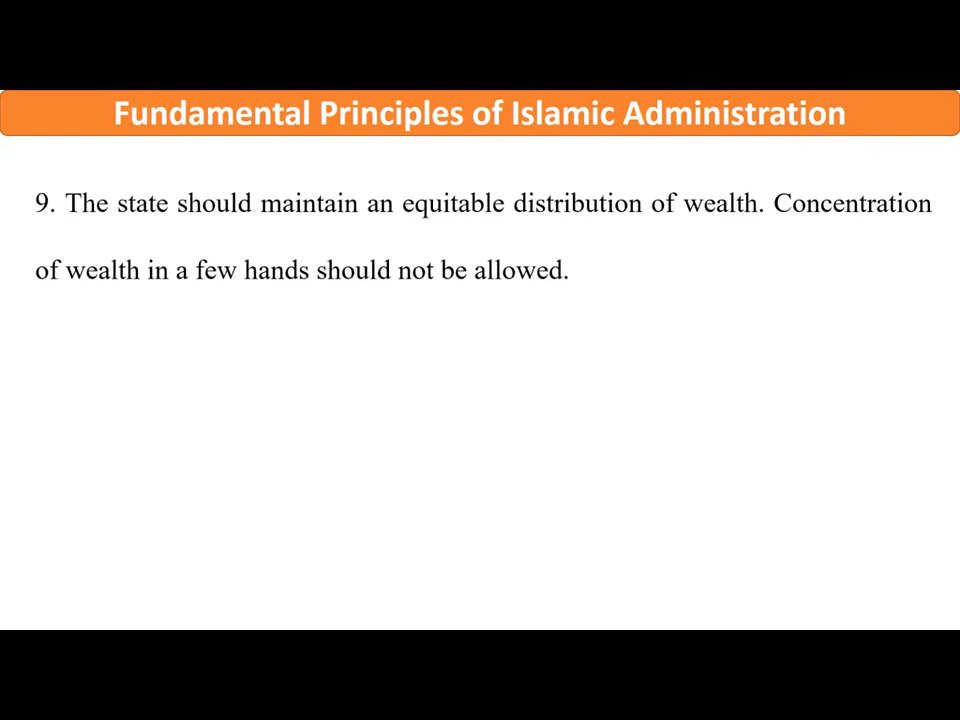 Fundamental Principles of Islamic Administration
9. The state should maintain an equitable distribution of wealth. Concentration
of wealth in a few hands should not be allowed.